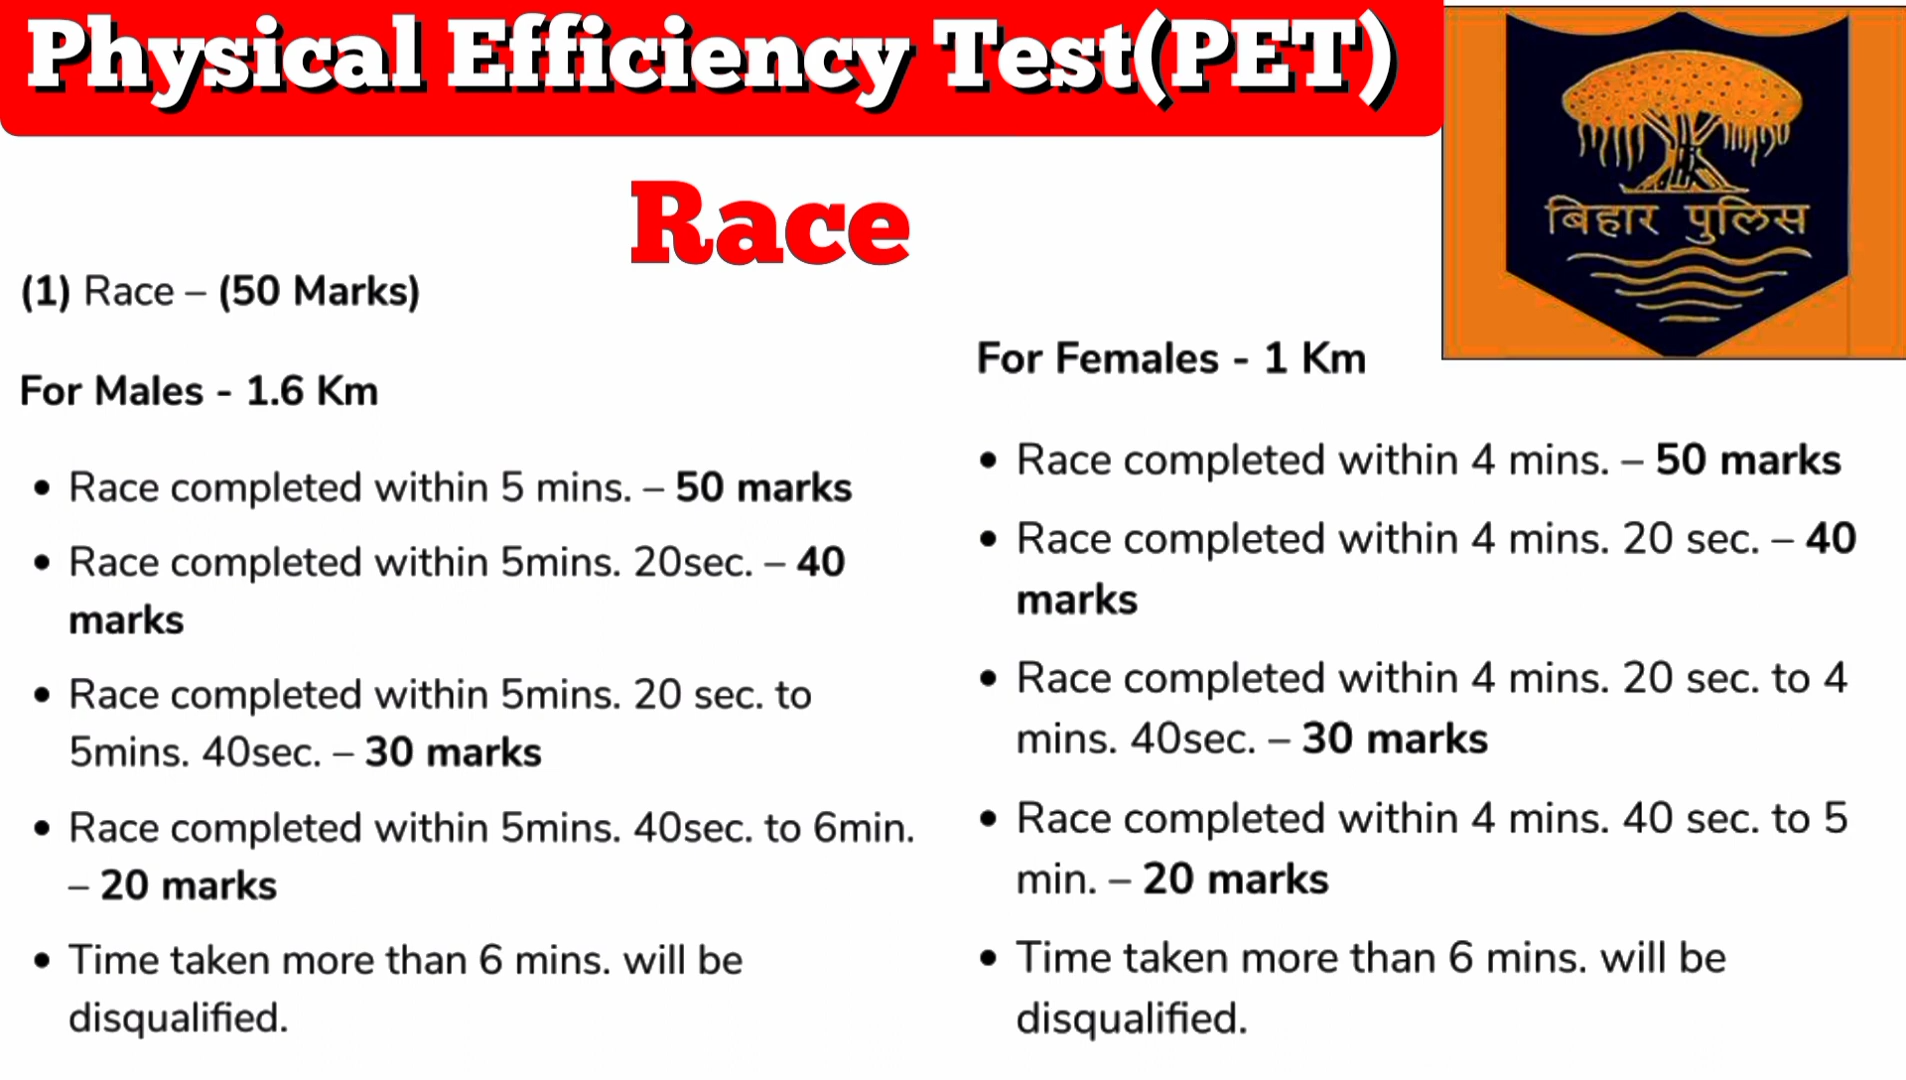 Physical Efficiency Test(PET)
बिहार पुलिस
Race
(1) Race – (50 Marks)
For Males - 1.6 Km
• Race completed within 5 mins. – 50 marks
• Race completed within 5mins. 20sec. – 40
marks
• Race completed within 5mins. 20 sec. to
5mins. 40sec. – 30 marks
• Race completed within 5mins. 40sec. to 6min.
– 20 marks
• Time taken more than 6 mins. will be
disqualified.
For Females - 1 Km
• Race completed within 4 mins. – 50 marks
• Race completed within 4 mins. 20 sec. – 40
marks
• Race completed within 4 mins. 20 sec. to 4
mins. 40sec. – 30 marks
• Race completed within 4 mins. 40 sec. to 5
min. – 20 marks
• Time taken more than 6 mins. will be
disqualified.